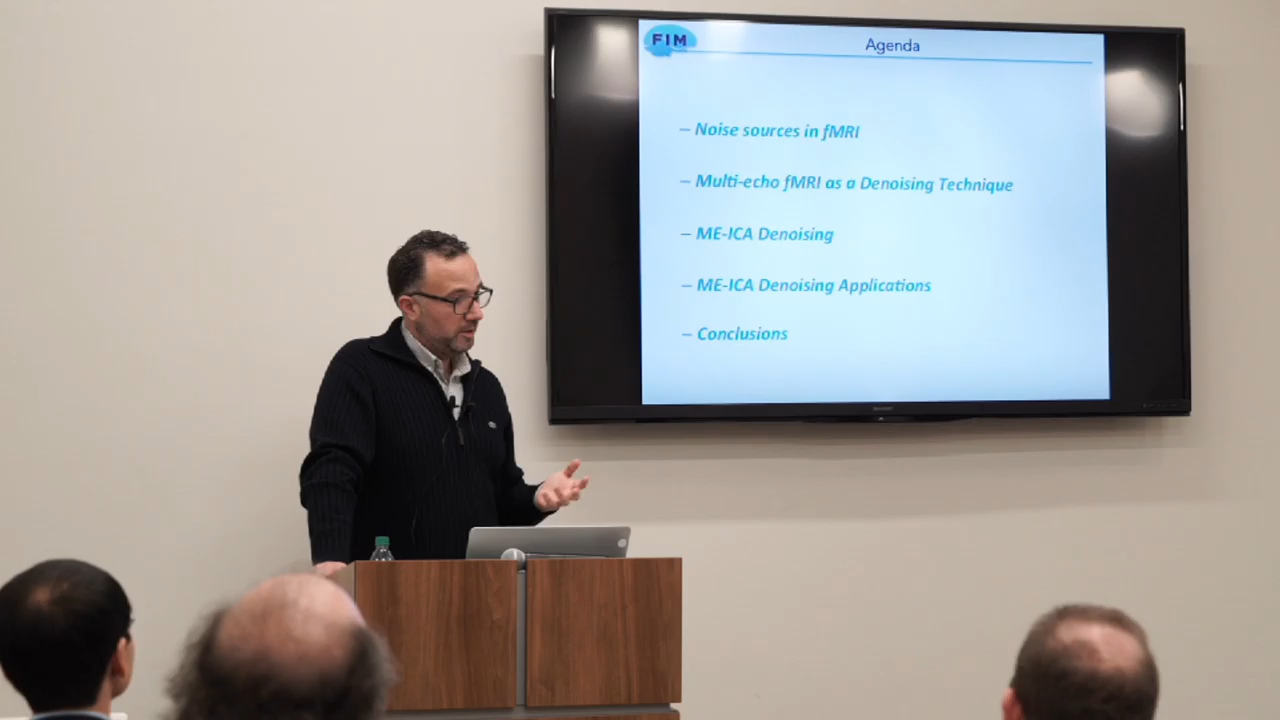 FIM
Agenda
– Noise sources in fMRI
– Multi-echo fMRI as a Denoising Technique
– ME-ICA Denoising
– ME-ICA Denoising Applications
– Conclusions
SHARP